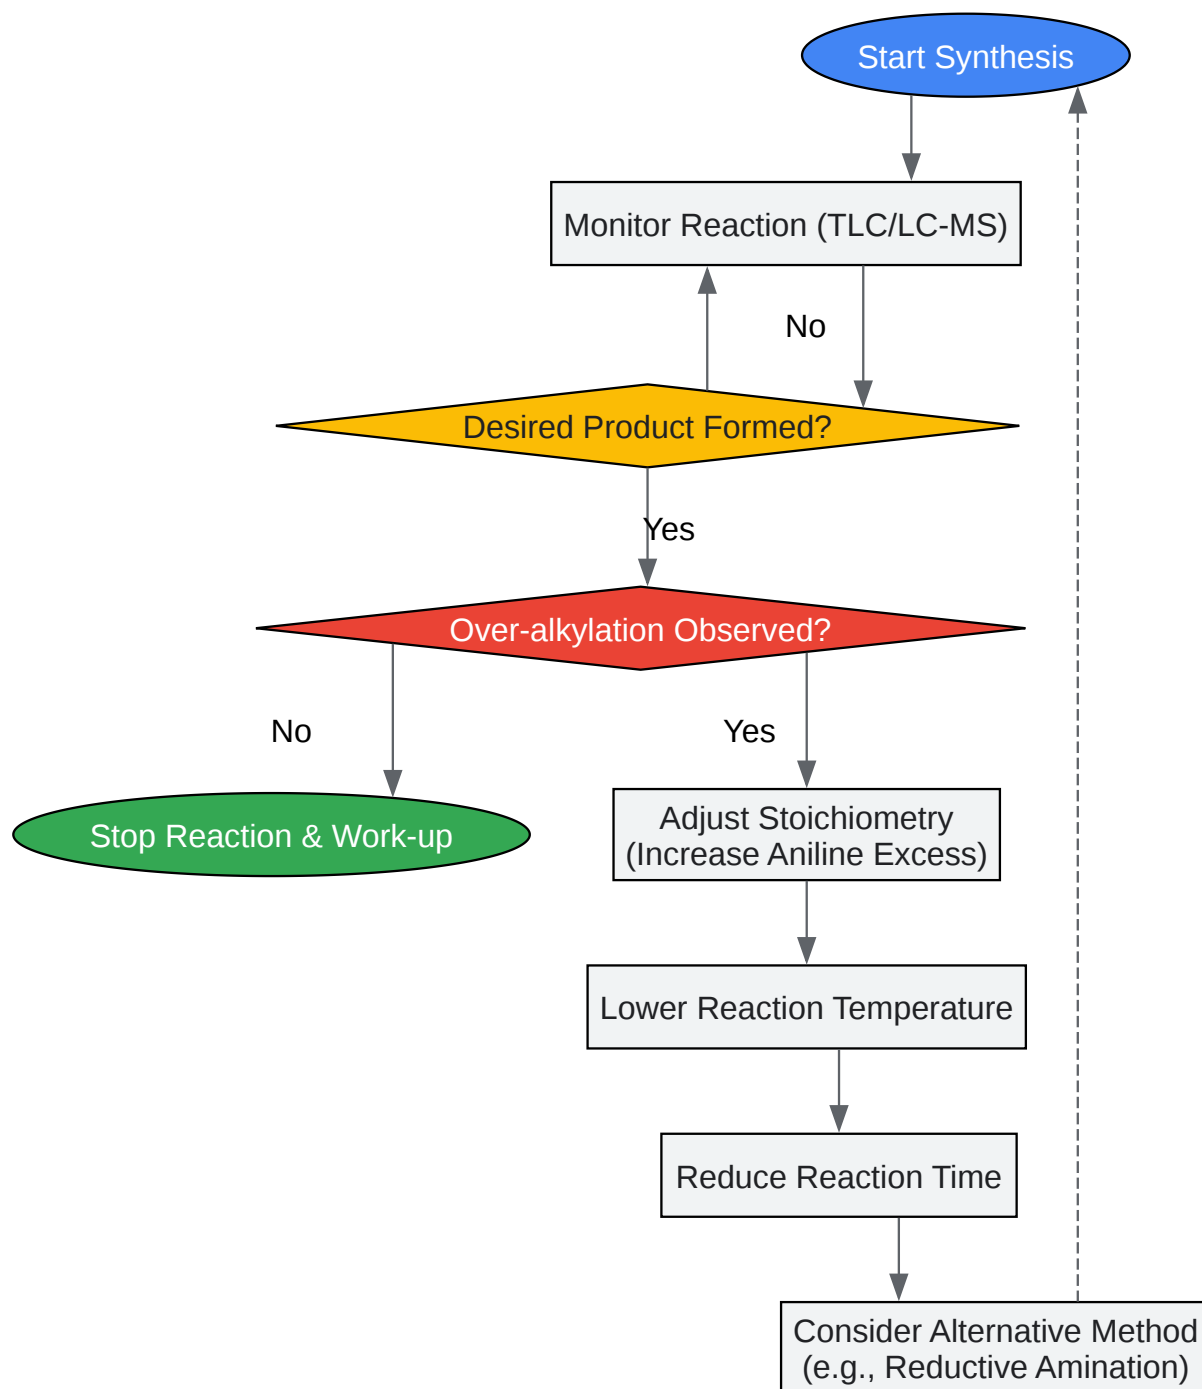 Start Synthesis
Monitor Reaction (TLC/LC-MS)
No
Desired Product Formed?
Yes
Over-alkylation Observed?
No
Yes
Adjust Stoichiometry
(Increase Aniline Excess)
Stop Reaction & Work-up
Lower Reaction Temperature
Reduce Reaction Time
Consider Alternative Method
(e.g., Reductive Amination)